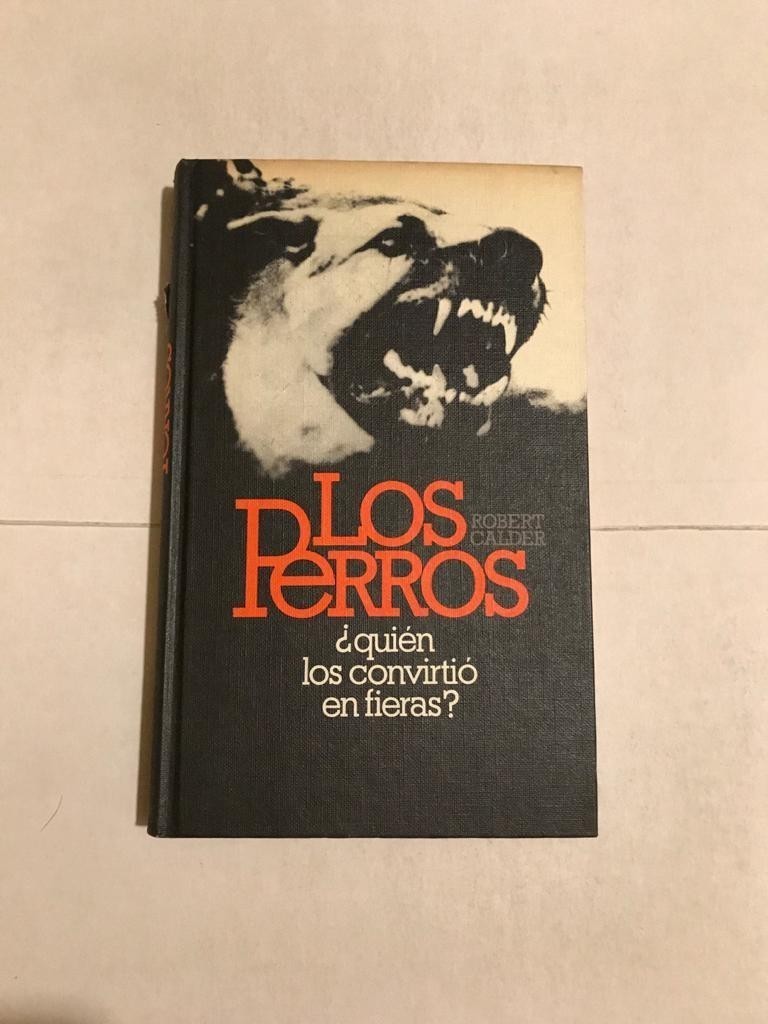 LOS
PeRROS
ROBERT
CALDER
¿quién
los convirtió
en fieras?